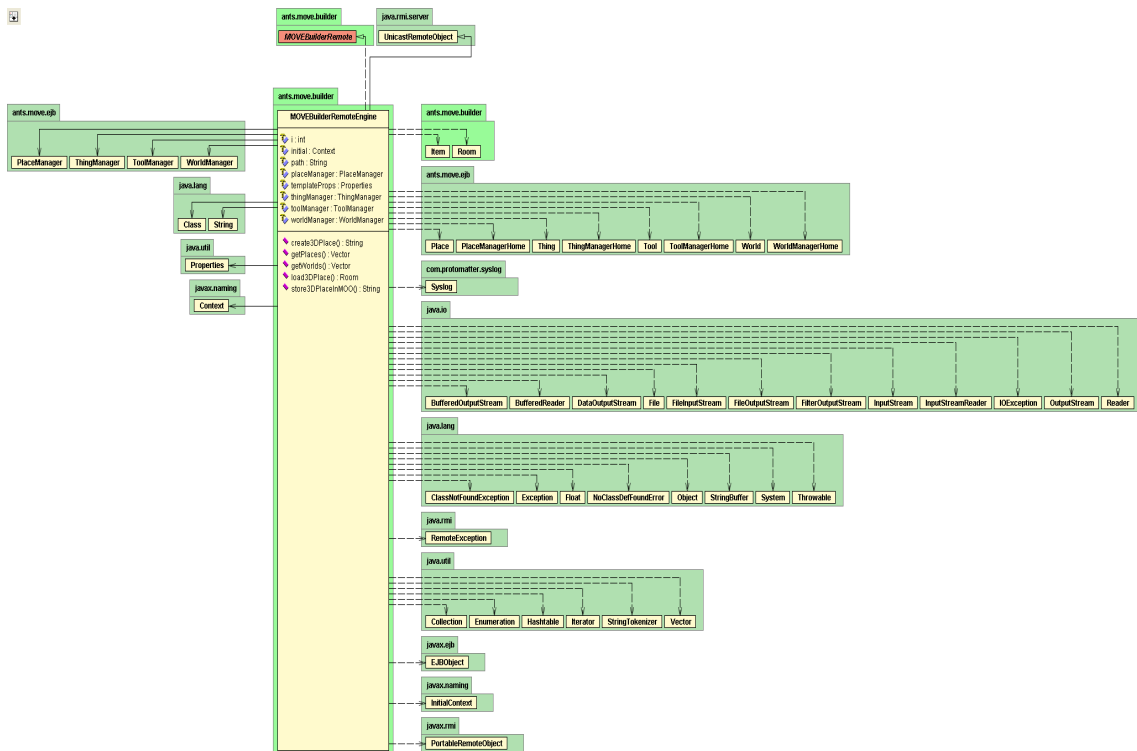 ants.move.builder
java.rmi.server
MOVEBuilderRemote
UnicastRemoteObject
ants.move.builder
MOVEBuilderRemoteEngine
i : int
initial : Context
path : String
placeManager : PlaceManager
templateProps : Properties
thingManager : ThingManager
toolManager : ToolManager
worldManager : WorldManager
create3DPlace() : String
getPlaces() : Vector
getWorlds() : Vector
load3DPlace() : Room
store3DPlaceInMOO() : String
ants.move.ejb
PlaceManager ThingManager ToolManager WorldManager
java.lang
Class String
java.util
Properties
javax.naming
Context
ants.move.builder
Item Room
ants.move.ejb
Place PlaceManagerHome Thing ThingManagerHome Tool ToolManagerHome World WorldManagerHome
com.protomatter.syslog
Syslog
java.io
BufferedOutputStream BufferedReader DataOutputStream File FileInputStream FileOutputStream FilterOutputStream InputStream InputStreamReader IOException OutputStream Reader
java.lang
ClassNotFoundException Exception Float NoClassDefFoundError Object StringBuffer System Throwable
java.rmi
RemoteException
java.util
Collection Enumeration Hashtable Iterator StringTokenizer Vector
javax.ejb
EJBObject
javax.naming
InitialContext
javax.rmi
PortableRemoteObject